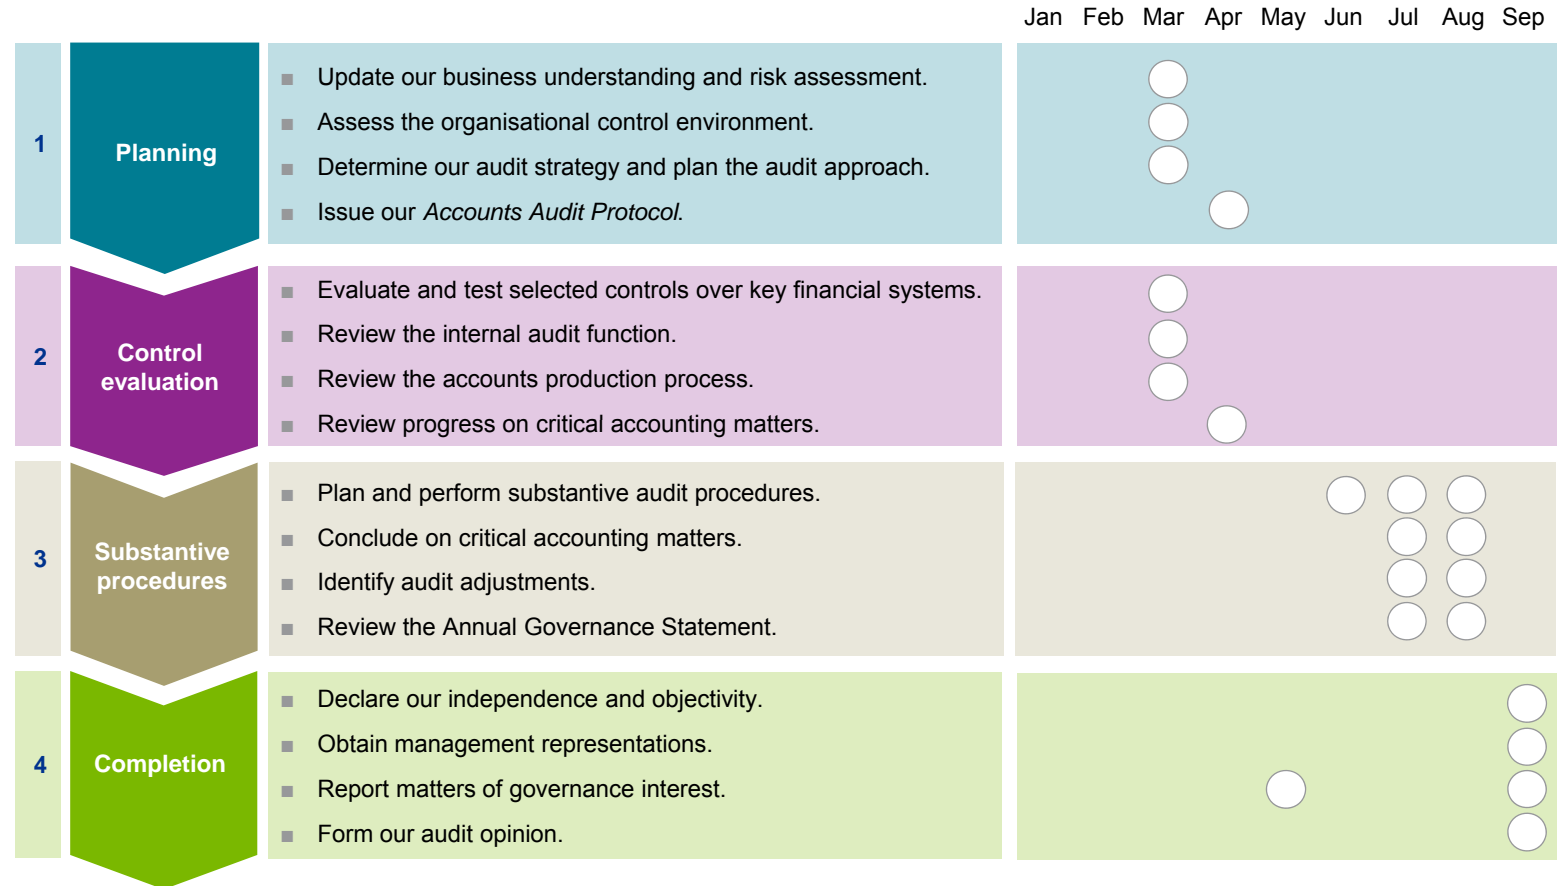 Jan Feb Mar Apr May Jun Jul Aug Sep
1
Planning
■ Update our business understanding and risk assessment.
■ Assess the organisational control environment.
■ Determine our audit strategy and plan the audit approach.
■ Issue our Accounts Audit Protocol.
2
Control
evaluation
■ Evaluate and test selected controls over key financial systems.
■ Review the internal audit function.
■ Review the accounts production process.
■ Review progress on critical accounting matters.
3
Substantive
procedures
■ Plan and perform substantive audit procedures.
■ Conclude on critical accounting matters.
■ Identify audit adjustments.
■ Review the Annual Governance Statement.
4
Completion
■ Declare our independence and objectivity.
■ Obtain management representations.
■ Report matters of governance interest.
■ Form our audit opinion.